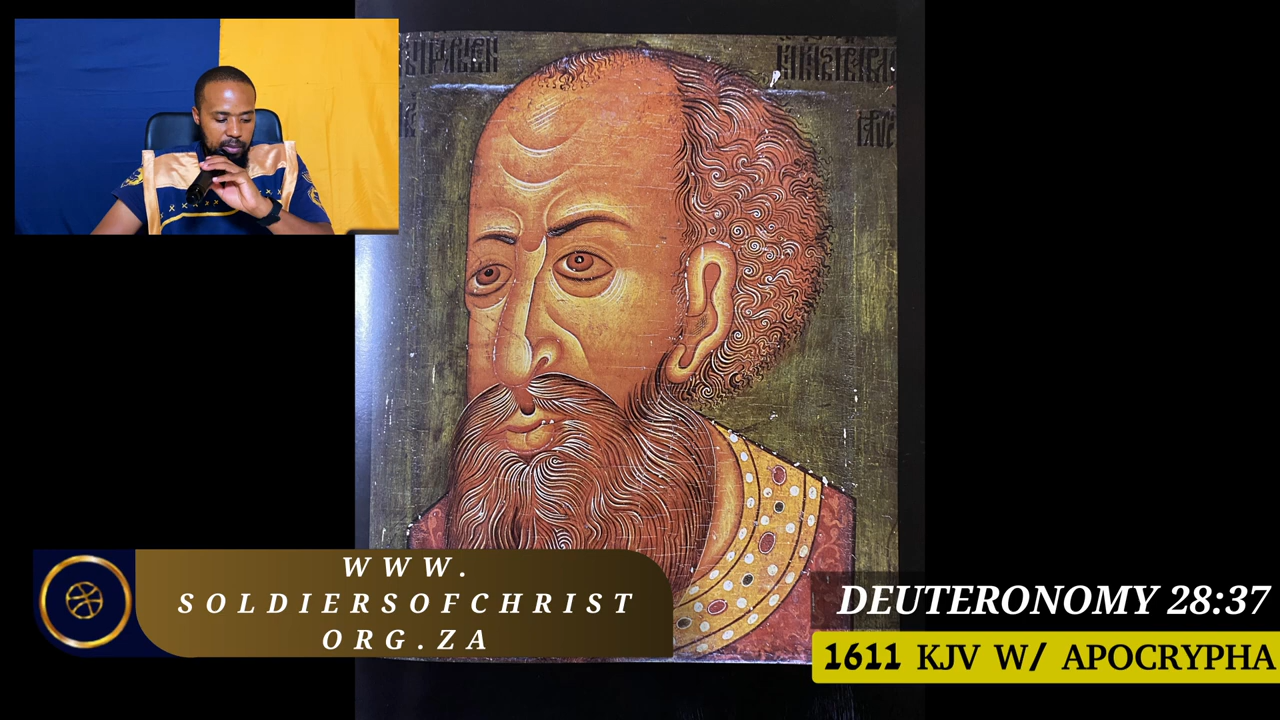 W W W .
S O L D I E R S O F C H R I S T
O R G . Z A
DEUTERONOMY 28:37
1611 KJV W/ APOCRYPHA